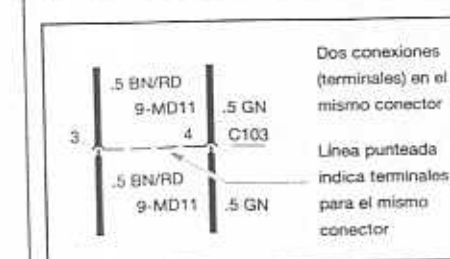 Dos conexiones
(terminales) en el
mismo conector
.5 BN/RD
9-MD11
.5 GN
3
4
C103
Línea punteada
indica terminales
para el mismo
conector
.5 BN/RD
9-MD11
.5 GN